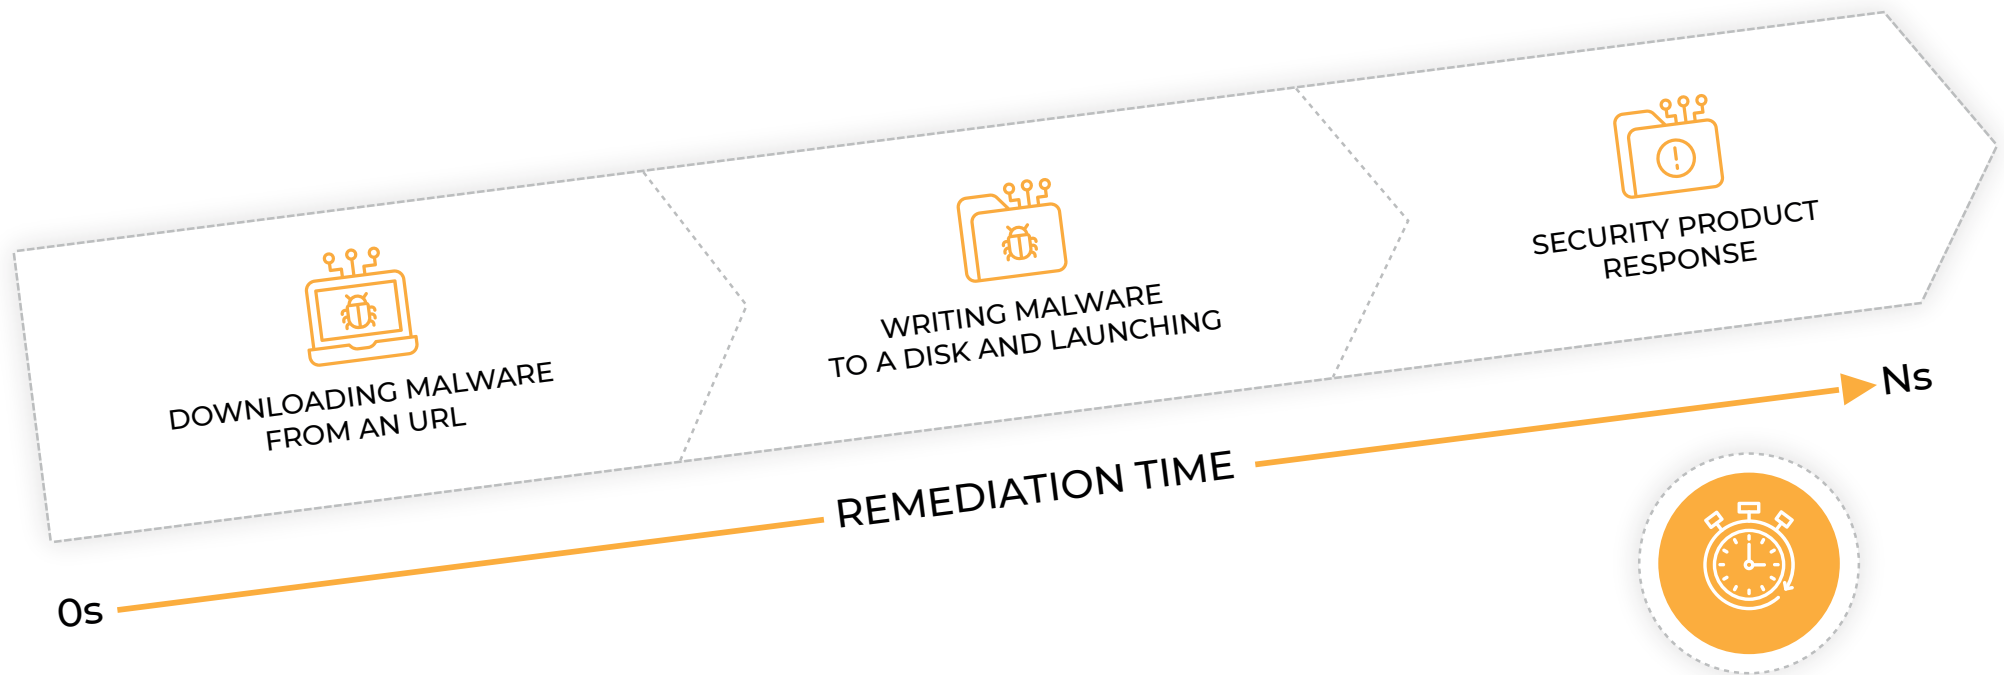 DOWNLOADING MALWARE
FROM AN URL
WRITING MALWARE
TO A DISK AND LAUNCHING
SECURITY PRODUCT
RESPONSE
0s
REMEDIATION TIME
Ns